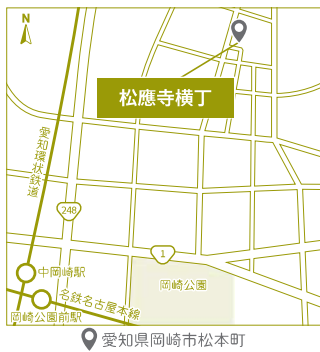 N
松應寺横丁
愛知環状鉄道
248
1
中岡崎駅
岡崎公園
名鉄名古屋本線
岡崎公園前駅
愛知県岡崎市松本町